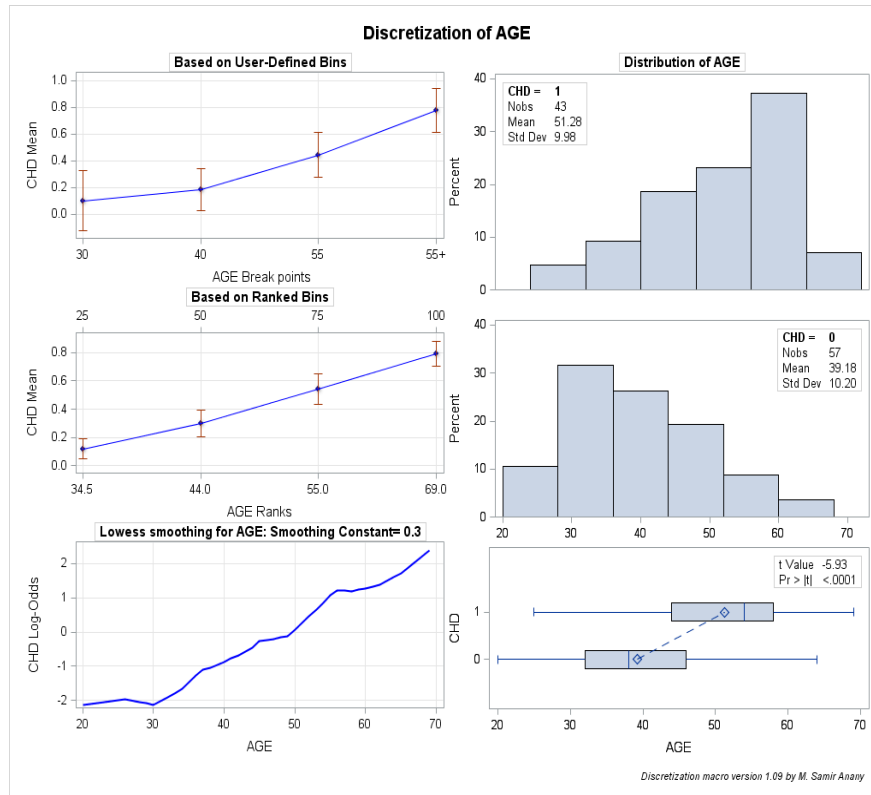 Discretization of AGE
Based on User-Defined Bins
1.0
0.8
0.6
0.4
0.2
0.0
CHD Mean
30 40 55 55+
AGE Break points
Based on Ranked Bins
25 50 75 100
0.8
0.6
0.4
0.2
0.0
CHD Mean
34.5 44.0 55.0 69.0
AGE Ranks
Lowess smoothing for AGE: Smoothing Constant= 0.3
2
1
0
-1
-2
CHD Log-Odds
20 30 40 50 60 70
AGE
Distribution of AGE
40
30
20
10
0
Percent
CHD = 1
Nobs 43
Mean 51.28
Std Dev 9.98
40
30
20
10
0
Percent
CHD = 0
Nobs 57
Mean 39.18
Std Dev 10.20
20 30 40 50 60 70
t Value -5.93
Pr > |t| <.0001
CHD
1
0
20 30 40 50 60 70
AGE
Discretization macro version 1.09 by M. Samir Anany